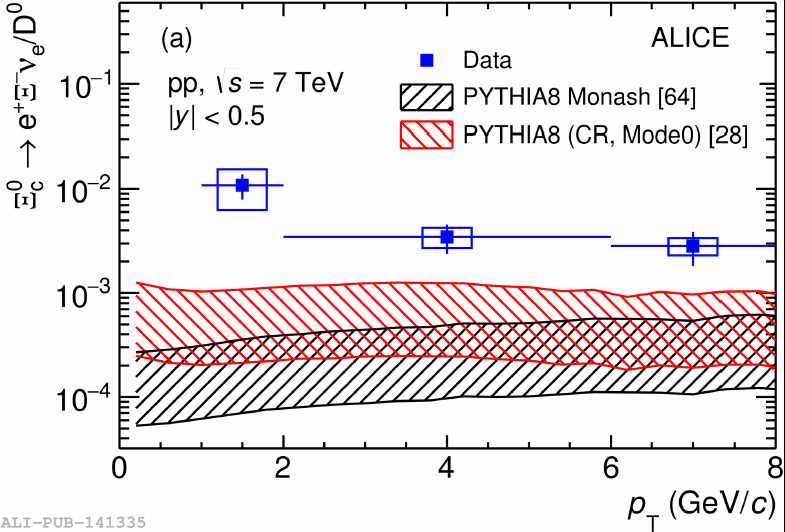 Ξ⁰c → e⁺Ξ⁻νe/D⁰
(a)
ALICE
pp, √s = 7 TeV
|y| < 0.5
Data
PYTHIA8 Monash [64]
PYTHIA8 (CR, Mode0) [28]
10⁻¹
10⁻²
10⁻³
10⁻⁴
0 2 4 6 8
pT (GeV/c)
ALI-PUB-141335